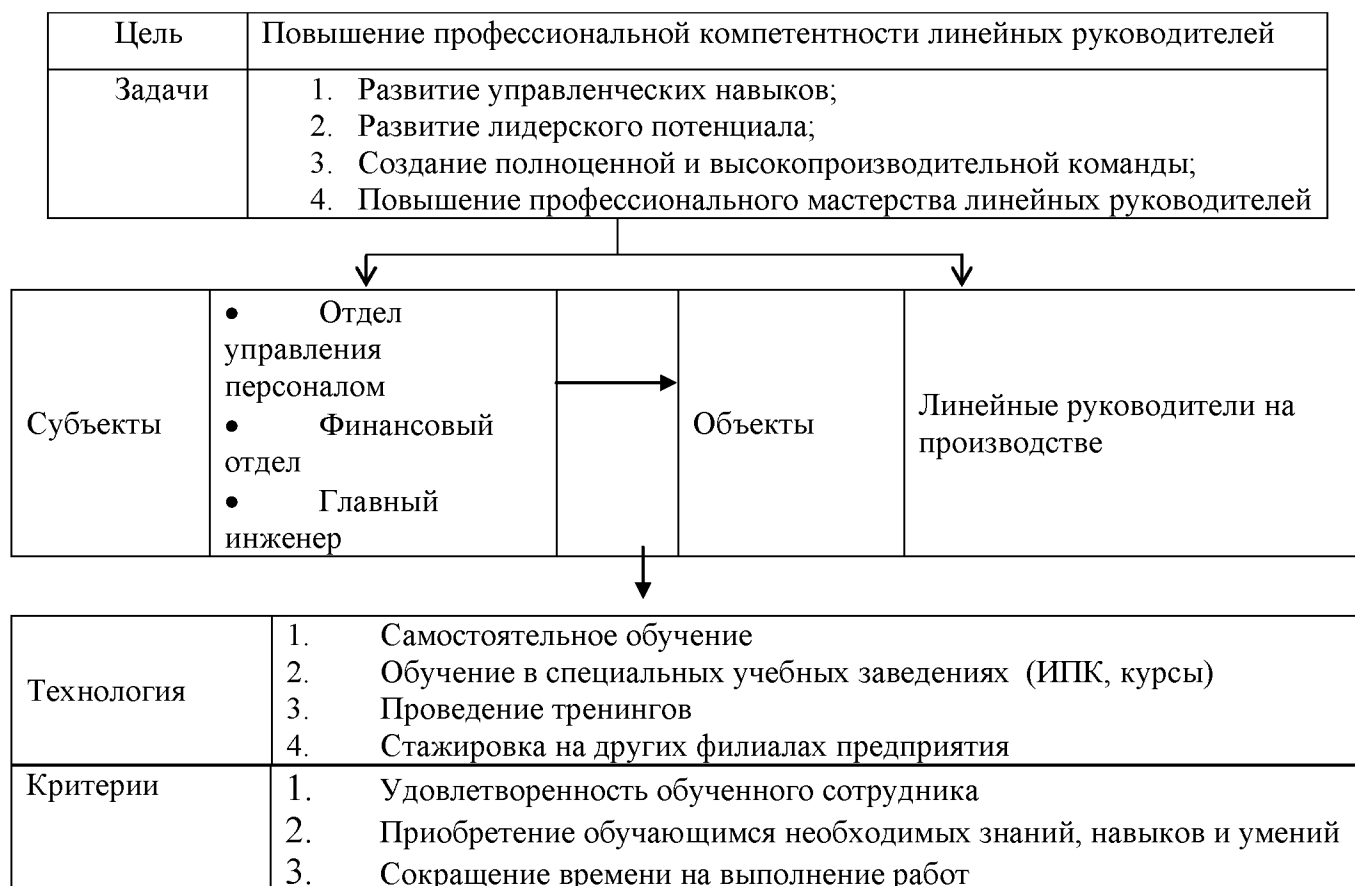 Цель
Повышение профессиональной компетентности линейных руководителей
Задачи
1. Развитие управленческих навыков;
2. Развитие лидерского потенциала;
3. Создание полноценной и высокопроизводительной команды;
4. Повышение профессионального мастерства линейных руководителей
Субъекты
• Отдел
управления
персоналом
• Финансовый
отдел
• Главный
инженер
Объекты
Линейные руководители на
производстве
Технология
1. Самостоятельное обучение
2. Обучение в специальных учебных заведениях (ИПК, курсы)
3. Проведение тренингов
4. Стажировка на других филиалах предприятия
Критерии
1. Удовлетворенность обученного сотрудника
2. Приобретение обучающимся необходимых знаний, навыков и умений
3. Сокращение времени на выполнение работ